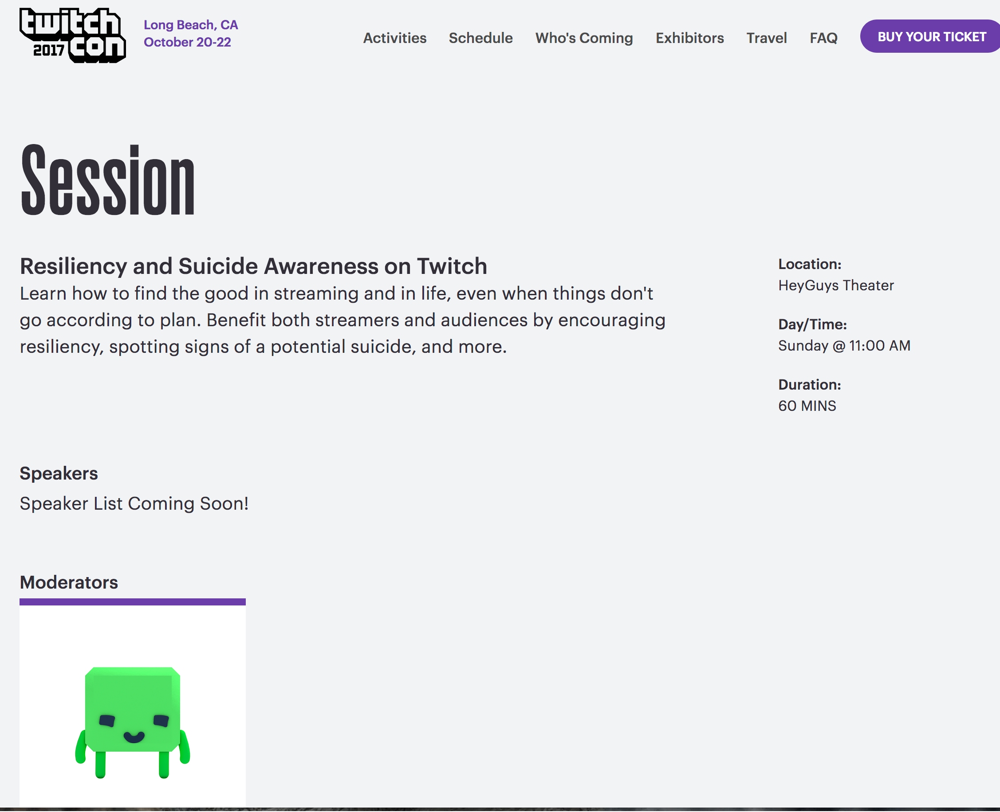 twitch
con
2017
Long Beach, CA
October 20-22
Activities Schedule Who's Coming Exhibitors Travel FAQ BUY YOUR TICKET
Session
Resiliency and Suicide Awareness on Twitch
Learn how to find the good in streaming and in life, even when things don't
go according to plan. Benefit both streamers and audiences by encouraging
resiliency, spotting signs of a potential suicide, and more.
Location:
HeyGuys Theater
Day/Time:
Sunday @ 11:00 AM
Duration:
60 MINS
Speakers
Speaker List Coming Soon!
Moderators